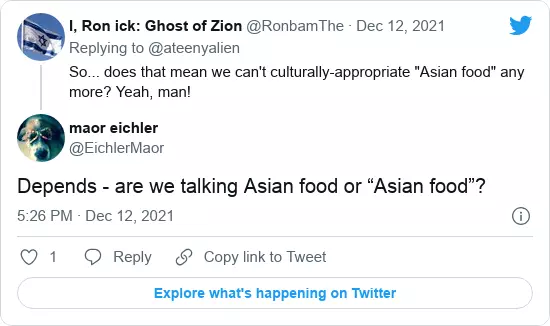 I, Ron ick: Ghost of Zion @RonbamThe · Dec 12, 2021
Replying to @ateenyalien
So... does that mean we can't culturally-appropriate "Asian food" any
more? Yeah, man!
maor eichler
@EichlerMaor
Depends - are we talking Asian food or “Asian food”?
5:26 PM · Dec 12, 2021
1 Reply Copy link to Tweet
Explore what's happening on Twitter